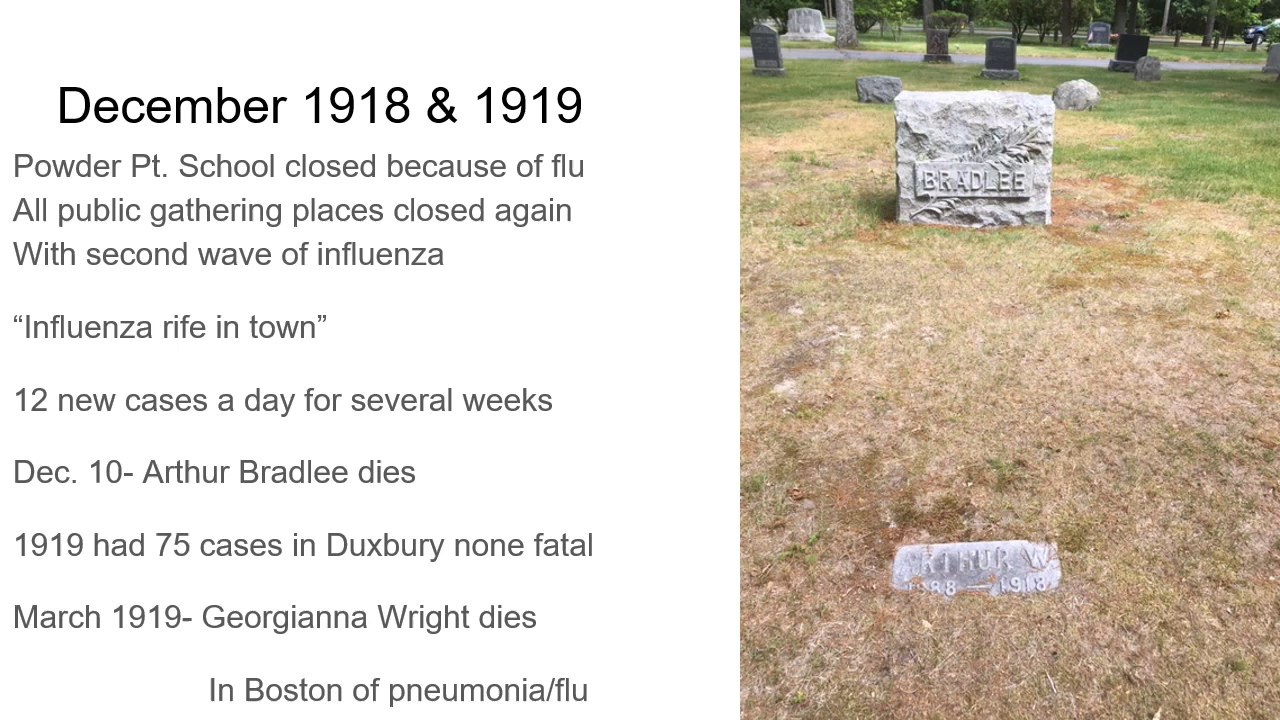 December 1918 & 1919
Powder Pt. School closed because of flu
All public gathering places closed again
With second wave of influenza
“Influenza rife in town”
12 new cases a day for several weeks
Dec. 10- Arthur Bradlee dies
1919 had 75 cases in Duxbury none fatal
March 1919- Georgianna Wright dies
In Boston of pneumonia/flu
BRADLEE
ARTHUR W.
1888 — 1918